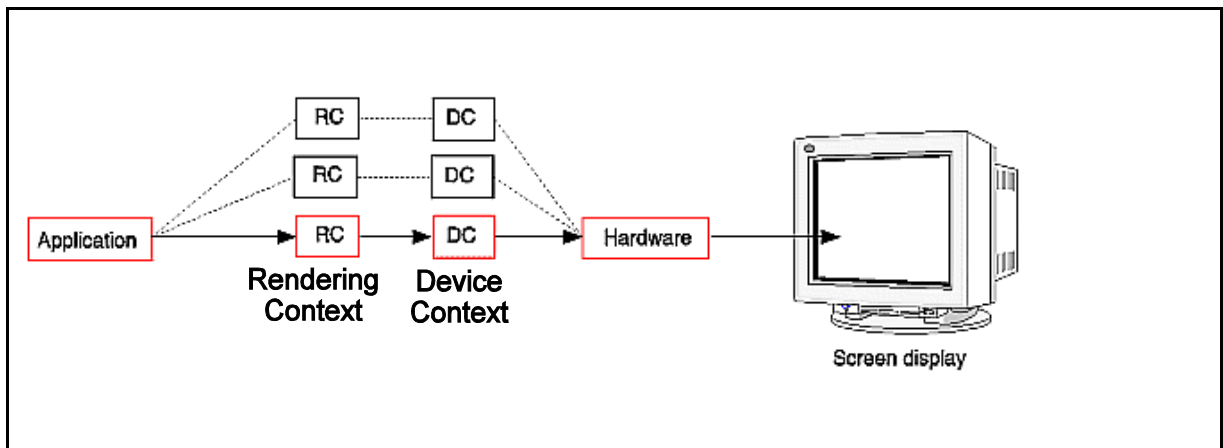 RC DC
RC DC
Application RC DC Hardware
Rendering Context
Device Context
Screen display